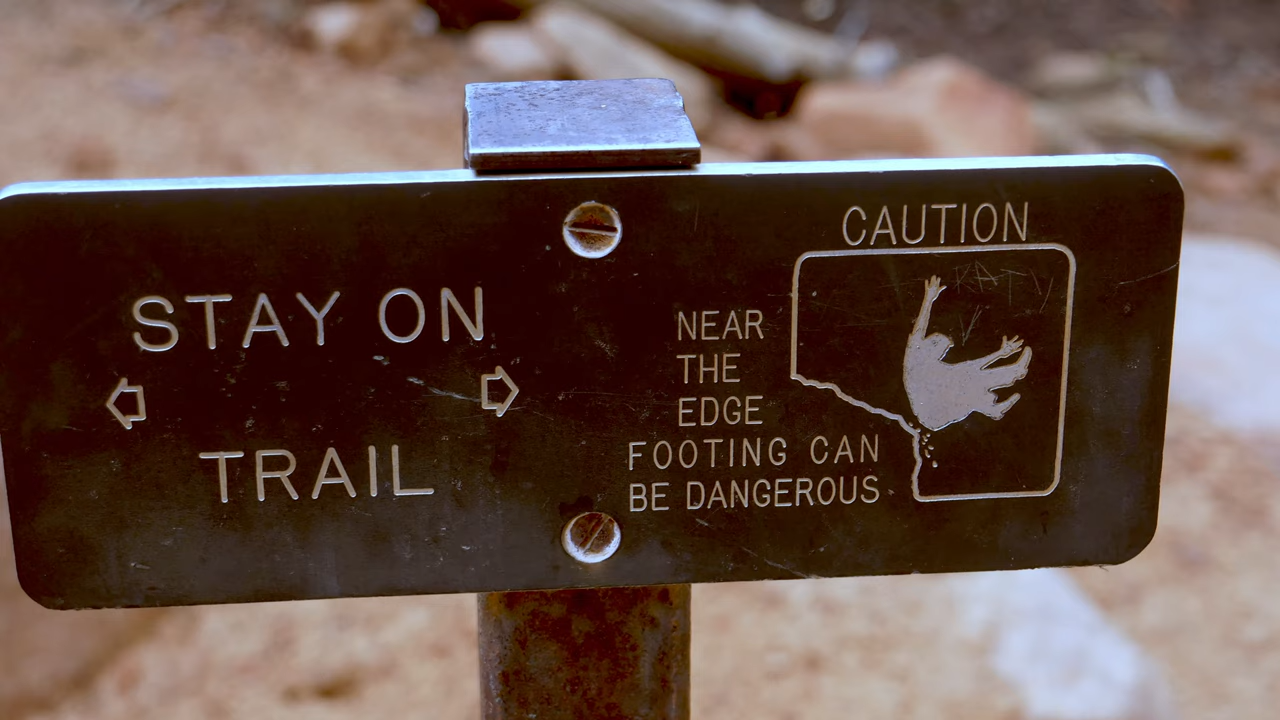 STAY ON
TRAIL
CAUTION
NEAR
THE
EDGE
FOOTING CAN
BE DANGEROUS